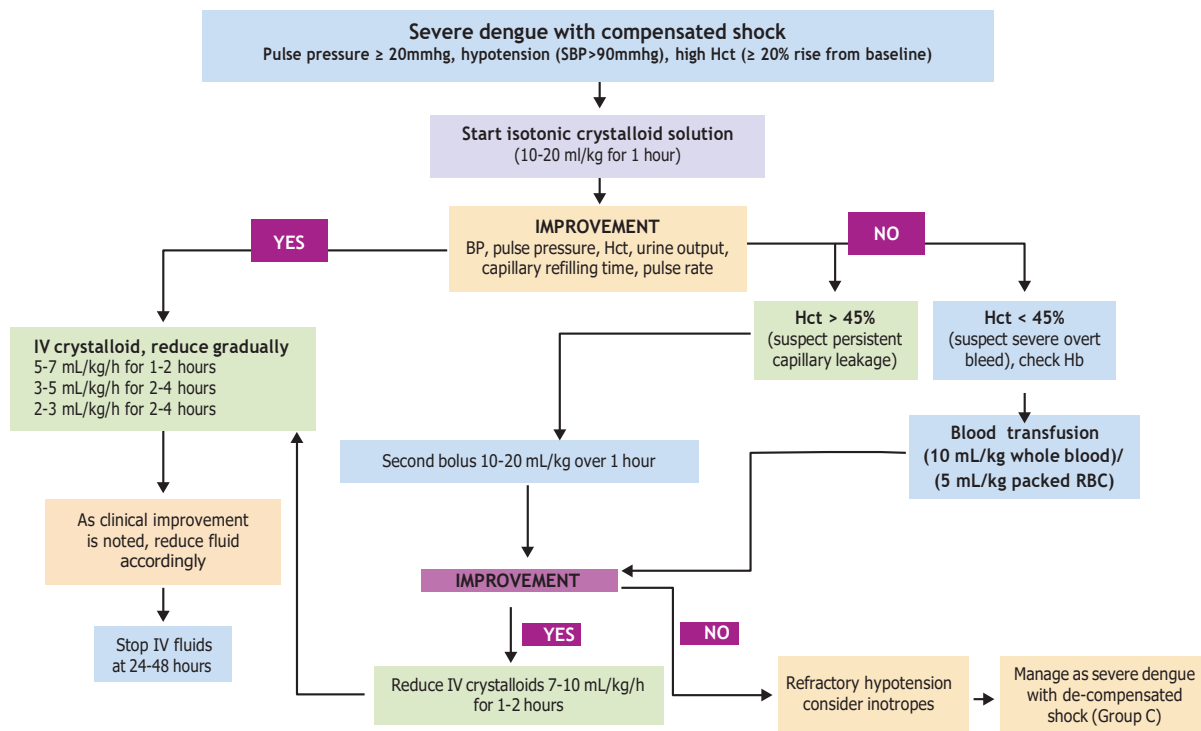 Severe dengue with compensated shock
Pulse pressure ≥ 20mmhg, hypotension (SBP>90mmhg), high Hct (≥ 20% rise from baseline)
Start isotonic crystalloid solution
(10-20 ml/kg for 1 hour)
IMPROVEMENT
BP, pulse pressure, Hct, urine output,
capillary refilling time, pulse rate
YES
NO
IV crystalloid, reduce gradually
5-7 mL/kg/h for 1-2 hours
3-5 mL/kg/h for 2-4 hours
2-3 mL/kg/h for 2-4 hours
Hct > 45%
(suspect persistent
capillary leakage)
Hct < 45%
(suspect severe overt
bleed), check Hb
Second bolus 10-20 mL/kg over 1 hour
Blood transfusion
(10 mL/kg whole blood)/
(5 mL/kg packed RBC)
As clinical improvement
is noted, reduce fluid
accordingly
IMPROVEMENT
YES
NO
Stop IV fluids
at 24-48 hours
Reduce IV crystalloids 7-10 mL/kg/h
for 1-2 hours
Refractory hypotension
consider inotropes
Manage as severe dengue
with de-compensated
shock (Group C)